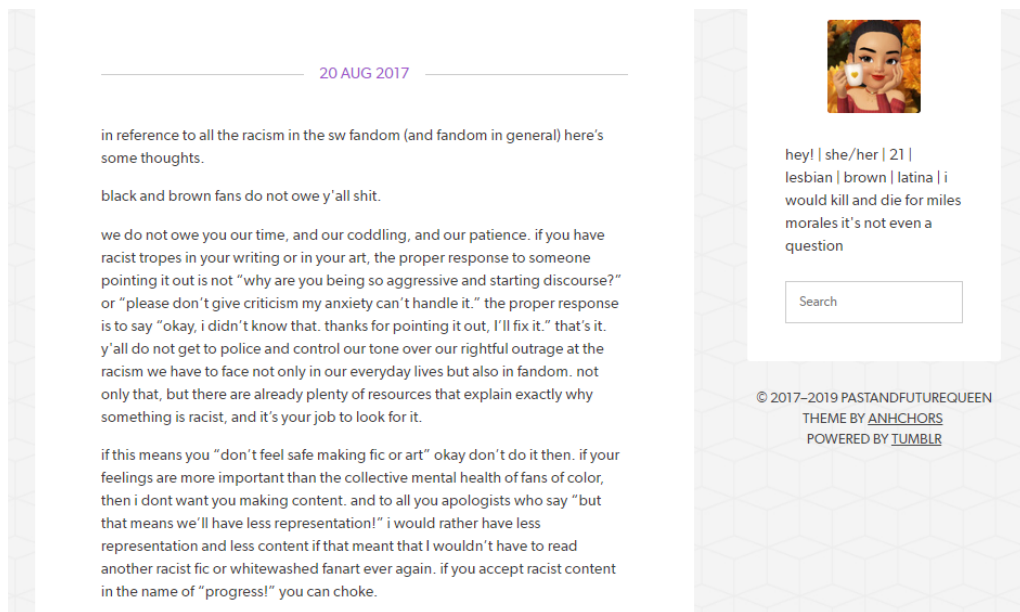 20 AUG 2017
in reference to all the racism in the sw fandom (and fandom in general) here's
some thoughts.
black and brown fans do not owe y'all shit.
we do not owe you our time, and our coddling, and our patience. if you have
racist tropes in your writing or in your art, the proper response to someone
pointing it out is not “why are you being so aggressive and starting discourse?”
or “please don't give criticism my anxiety can't handle it.” the proper response
is to say “okay, i didn't know that. thanks for pointing it out, I'll fix it.” that's it.
y'all do not get to police and control our tone over our rightful outrage at the
racism we have to face not only in our everyday lives but also in fandom. not
only that, but there are already plenty of resources that explain exactly why
something is racist, and it's your job to look for it.
if this means you “don't feel safe making fic or art” okay don't do it then. if your
feelings are more important than the collective mental health of fans of color,
then i dont want you making content. and to all you apologists who say “but
that means we'll have less representation!” i would rather have less
representation and less content if that meant that I wouldn't have to read
another racist fic or whitewashed fanart ever again. if you accept racist content
in the name of “progress!” you can choke.
hey! | she/her | 21 |
lesbian | brown | latina | i
would kill and die for miles
morales it's not even a
question
Search
© 2017–2019 PASTANDFUTUREQUEEN
THEME BY ANHCHORS
POWERED BY TUMBLR